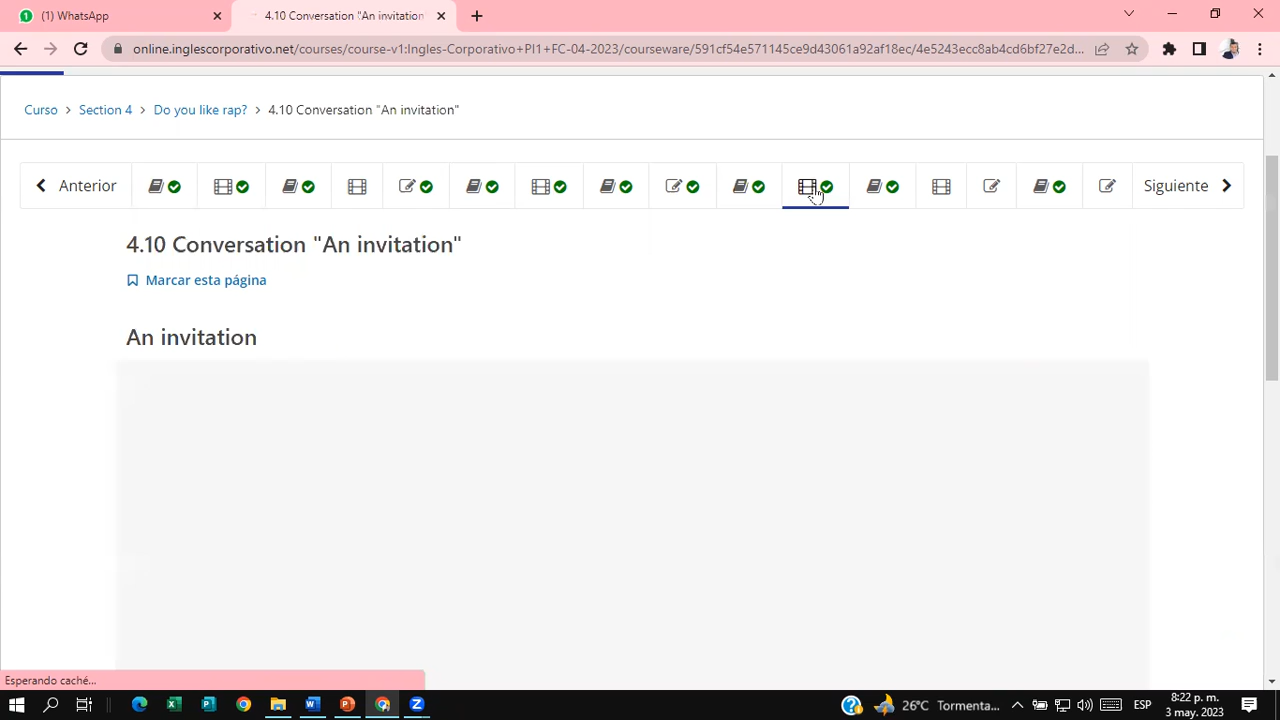 (1) WhatsApp
4.10 Conversation "An invitation"
online.inglescorporativo.net/courses/course-v1:Ingles-Corporativo+PI1+FC-04-2023/courseware/591cf54e571145ce9d43061a92af18ec/4e5243ecc8ab4cd6bf27e2d...
Curso > Section 4 > Do you like rap? > 4.10 Conversation "An invitation"
Anterior
Siguiente
4.10 Conversation "An invitation"
Marcar esta página
An invitation
Esperando caché...
26°C Tormenta...
ESP
8:22 p. m.
3 may. 2023